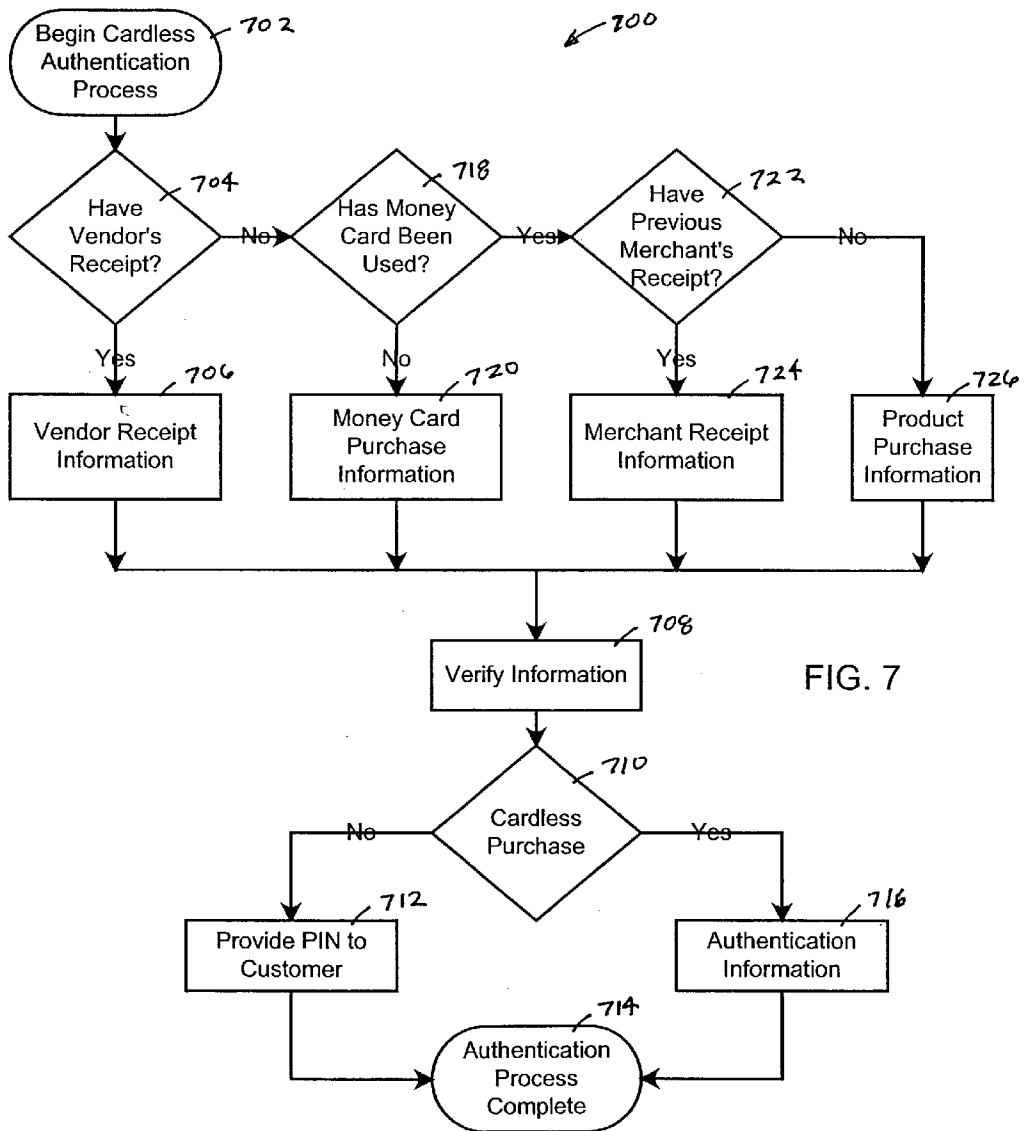 Begin Cardless
Authentication
Process
702
700
Have
Vendor's
Receipt?
704
No
Has Money
Card Been
Used?
718
Yes
Have
Previous
Merchant's
Receipt?
722
No
Yes
No
Yes
Vendor Receipt
Information
706
Money Card
Purchase
Information
720
Merchant Receipt
Information
724
Product
Purchase
Information
726
Verify Information
708
FIG. 7
Cardless
Purchase
710
No
Yes
Provide PIN to
Customer
712
Authentication
Information
716
Authentication
Process
Complete
714